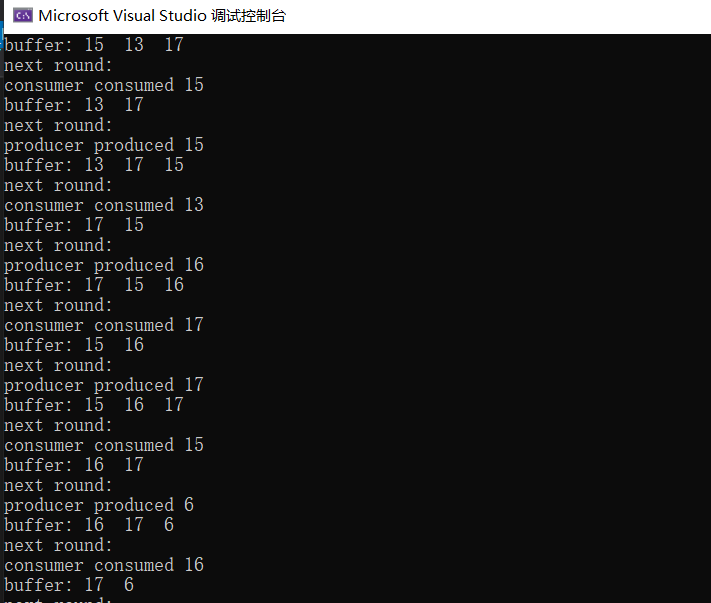 Microsoft Visual Studio 调试控制台
buffer: 15  13  17
next round:
consumer consumed 15
buffer: 13  17
next round:
producer produced 15
buffer: 13  17  15
next round:
consumer consumed 13
buffer: 17  15
next round:
producer produced 16
buffer: 17  15  16
next round:
consumer consumed 17
buffer: 15  16
next round:
producer produced 17
buffer: 15  16  17
next round:
consumer consumed 15
buffer: 16  17
next round:
producer produced 6
buffer: 16  17  6
next round:
consumer consumed 16
buffer: 17  6
next round: